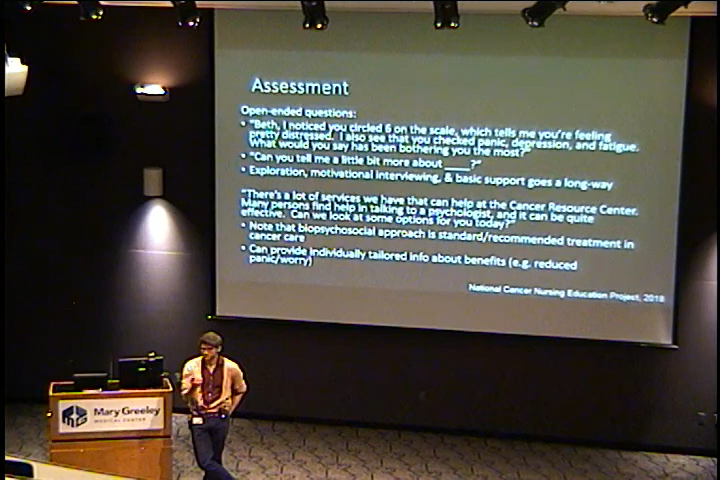 Assessment
Open-ended questions:
• "Beth, I noticed you circled 6 on the scale, which tells me you're feeling
pretty distressed. I also see that you checked panic, depression, and fatigue.
What would you say has been bothering you the most?"
• "Can you tell me a little bit more about ____?"
• Exploration, motivational interviewing, & basic support goes a long-way
"There's a lot of services we have that can help at the Cancer Resource Center.
Many persons find help in talking to a psychologist, and it can be quite
effective. Can we look at some options for you today?"
• Note that biopsychosocial approach is standard/recommended treatment in
cancer care
• Can provide individually tailored info about benefits (e.g. reduced
panic/worry)
National Cancer Nursing Education Project, 2018
Mary Greeley
MEDICAL CENTER